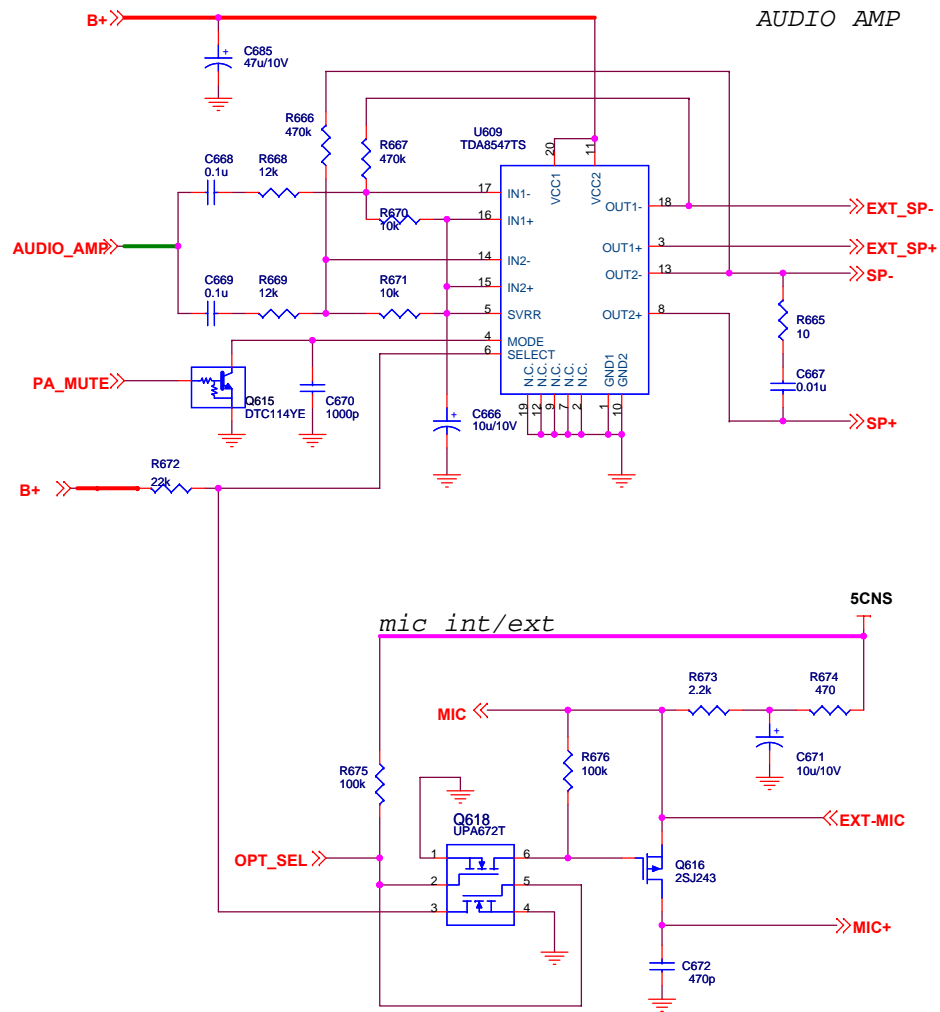 AUDIO AMP
B+
C685
47u/10V
R666
470k
R667
470k
U609
TDA8547TS
20
11
VCC1
VCC2
C668
0.1u
R668
12k
17
IN1-
R670
10k
16
IN1+
OUT1-
18
EXT_SP-
AUDIO_AMP
OUT1+
3
EXT_SP+
14
IN2-
OUT2-
13
SP-
C669
0.1u
R669
12k
R671
10k
15
IN2+
5
SVRR
OUT2+
8
R665
10
4
MODE
6
SELECT
PA_MUTE
Q615
DTC114YE
C670
1000p
N.C.
N.C.
N.C.
N.C.
N.C.
GND1
GND2
19
12
9
7
2
1
10
C667
0.01u
C666
10u/10V
SP+
B+
R672
22k
5CNS
mic int/ext
R673
2.2k
R674
470
MIC
R675
100k
R676
100k
C671
10u/10V
Q618
UPA672T
EXT-MIC
OPT_SEL
1
6
2
5
3
4
Q616
2SJ243
MIC+
C672
470p